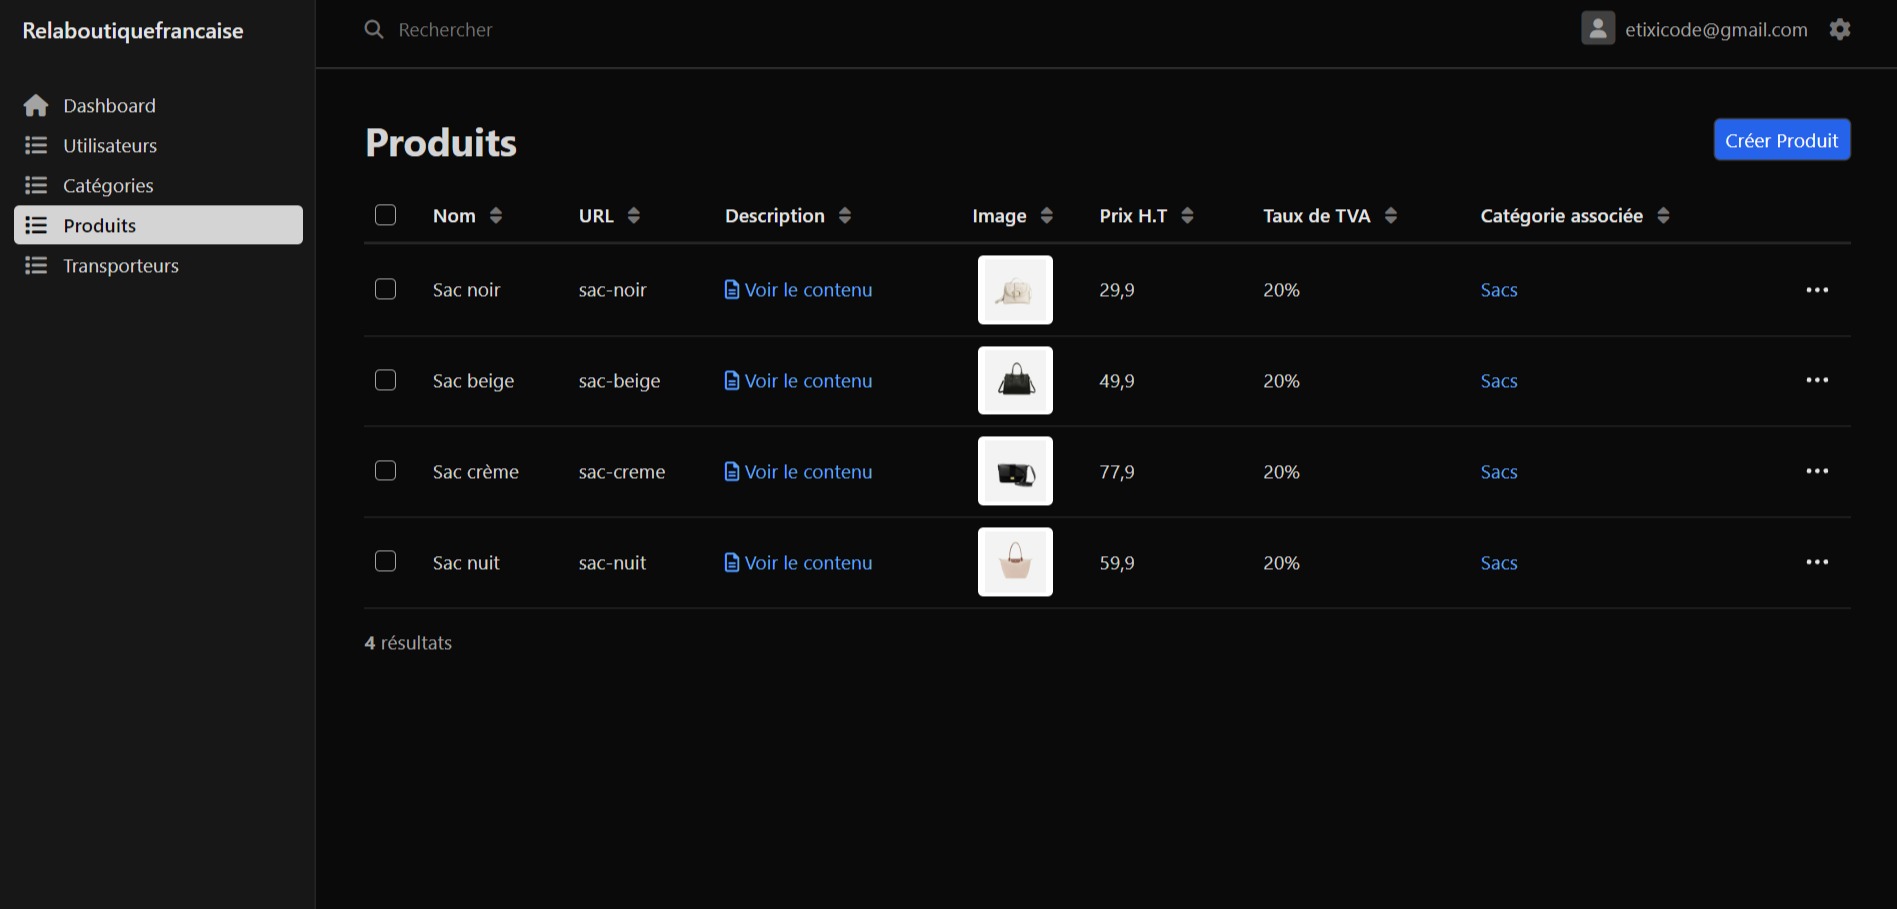 Relaboutiquefrancaise
Rechercher
etixicode@gmail.com
Dashboard
Utilisateurs
Catégories
Produits
Transporteurs
Produits
Créer Produit
Nom URL Description Image Prix H.T Taux de TVA Catégorie associée
Sac noir sac-noir Voir le contenu 29,9 20% Sacs
Sac beige sac-beige Voir le contenu 49,9 20% Sacs
Sac crème sac-creme Voir le contenu 77,9 20% Sacs
Sac nuit sac-nuit Voir le contenu 59,9 20% Sacs
4 résultats